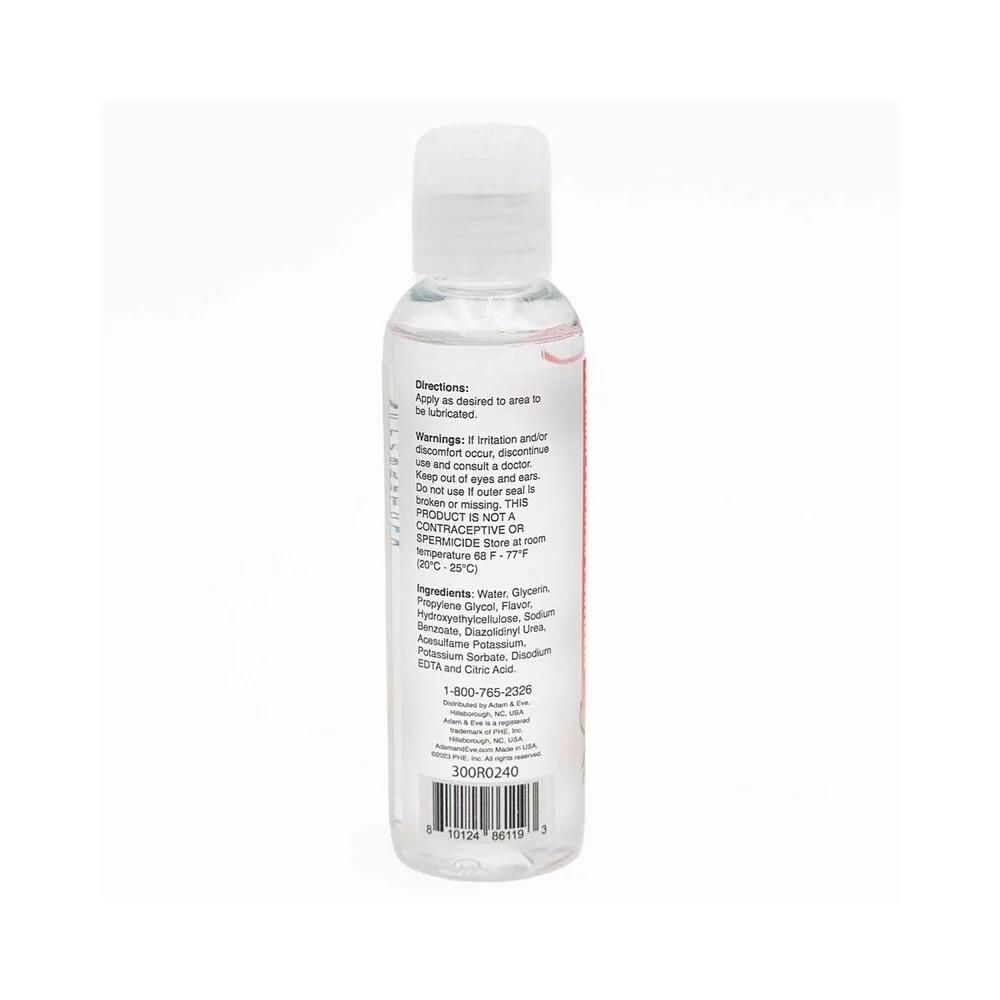 Directions:
Apply as desired to area to
be lubricated.
Warnings: If Irritation and/or
discomfort occur, discontinue
use and consult a doctor.
Keep out of eyes and ears.
Do not use If outer seal Is
broken or missing. THIS
PRODUCT IS NOT A
CONTRACEPTIVE OR
SPERMICIDE Store at room
temperature 68 F - 77°F
(20°C - 25°C)
Ingredients: Water, Glycerin,
Propylene Glycol, Flavor,
Hydroxyethylcellulose, Sodium
Benzoate, Diazolidinyl Urea,
Acesulfame Potassium,
Potassium Sorbate, Disodium
EDTA and Citric Acid.
1-800-765-2326
Distributed by Adam & Eve,
Hillsborough, NC, USA
Adam & Eve is a registered
trademark of PHE, Inc.
Hillsborough, NC, USA.
AdamandEve.com Made in USA.
©2023 PHE, Inc. All rights reserved.
300R0240
8 10124 86119 3